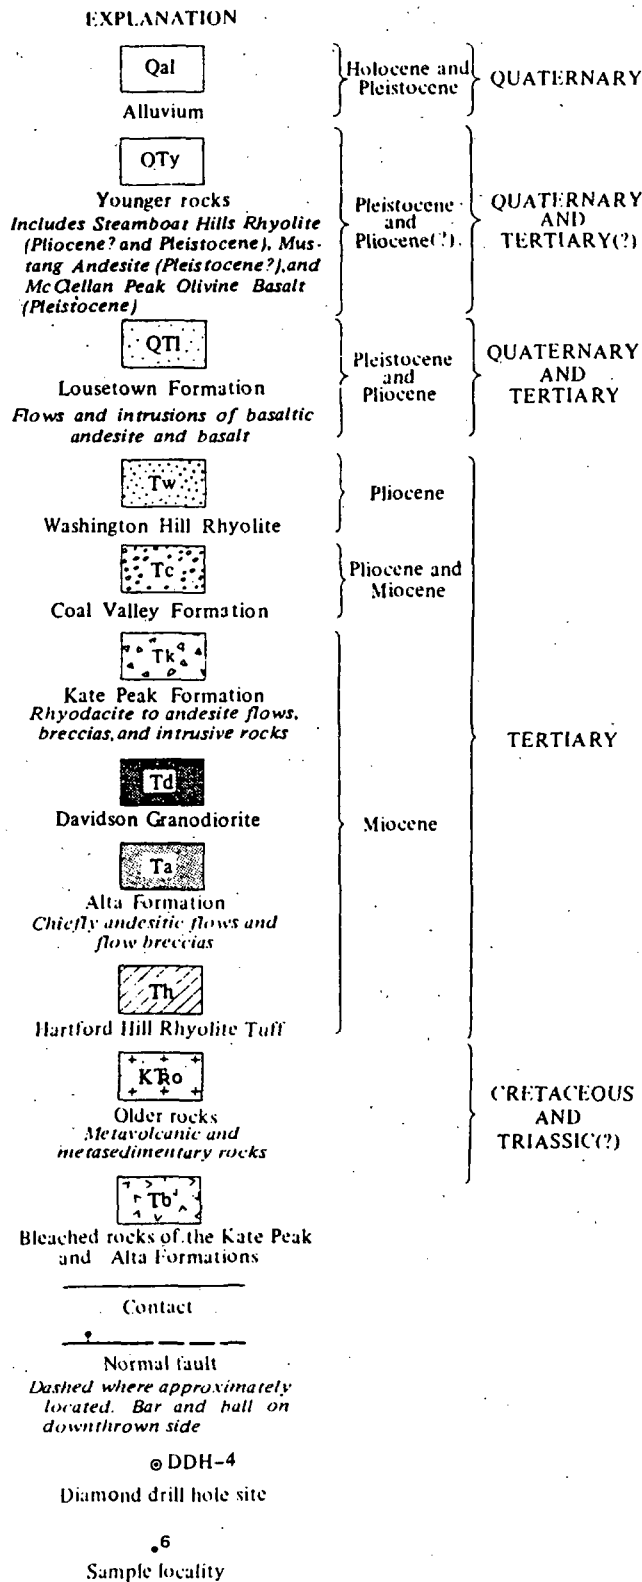 EXPLANATION
Qal
Alluvium
Holocene and
Pleistocene
QUATERNARY
QTy
Younger rocks
Includes Steamboat Hills Rhyolite
(Pliocene? and Pleistocene), Mus-
tang Andesite (Pleistocene?), and
McClellan Peak Olivine Basalt
(Pleistocene)
Pleistocene
and
Pliocene(?)
QUATERNARY
AND
TERTIARY(?)
QTl
Lousetown Formation
Flows and intrusions of basaltic
andesite and basalt
Pleistocene
and
Pliocene
QUATERNARY
AND
TERTIARY
Tw
Washington Hill Rhyolite
Pliocene
Tc
Coal Valley Formation
Pliocene and
Miocene
Tk
Kate Peak Formation
Rhyodacite to andesite flows,
breccias, and intrusive rocks
Td
Davidson Granodiorite
Ta
Alta Formation
Chiefly andesitic flows and
flow breccias
Th
Hartford Hill Rhyolite Tuff
Miocene
TERTIARY
KTRo
Older rocks
Metavolcanic and
metasedimentary rocks
CRETACEOUS
AND
TRIASSIC(?)
Tb
Bleached rocks of the Kate Peak
and Alta Formations
Contact
Normal fault
Dashed where approximately
located. Bar and ball on
downthrown side
DDH-4
Diamond drill hole site
6
Sample locality